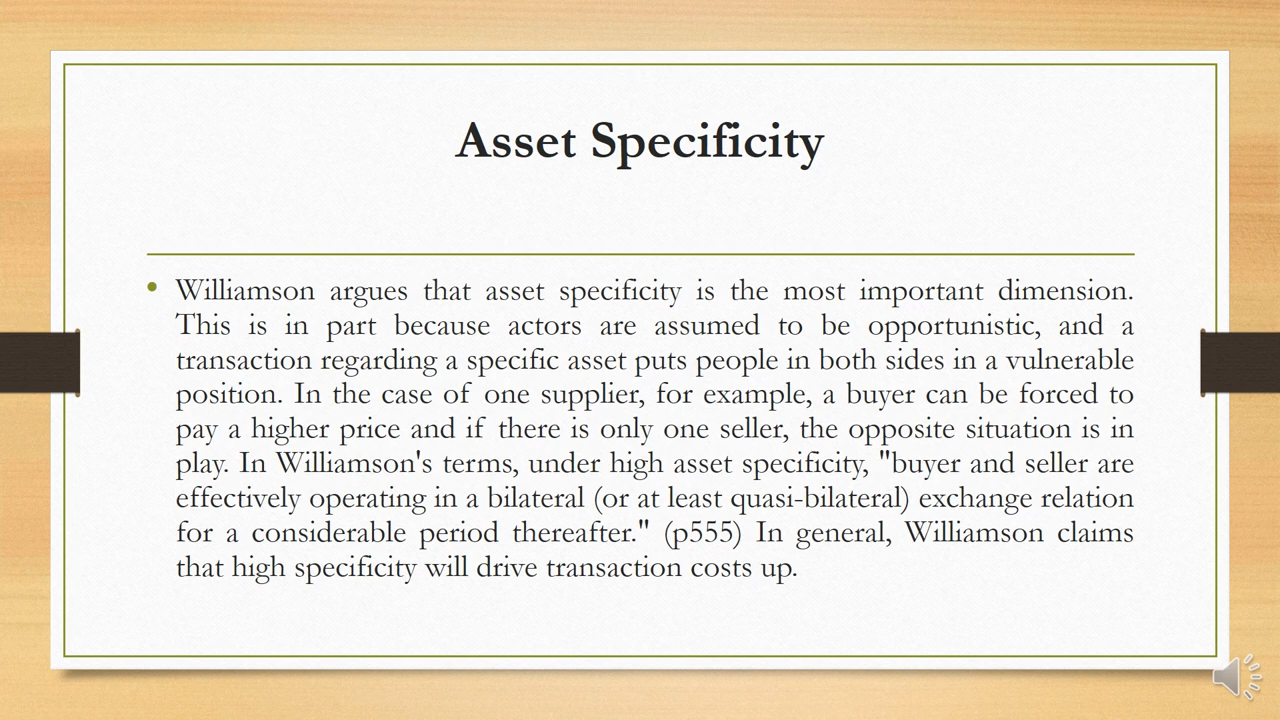 Asset Specificity
• Williamson argues that asset specificity is the most important dimension.
This is in part because actors are assumed to be opportunistic, and a
transaction regarding a specific asset puts people in both sides in a vulnerable
position. In the case of one supplier, for example, a buyer can be forced to
pay a higher price and if there is only one seller, the opposite situation is in
play. In Williamson's terms, under high asset specificity, "buyer and seller are
effectively operating in a bilateral (or at least quasi-bilateral) exchange relation
for a considerable period thereafter." (p555) In general, Williamson claims
that high specificity will drive transaction costs up.